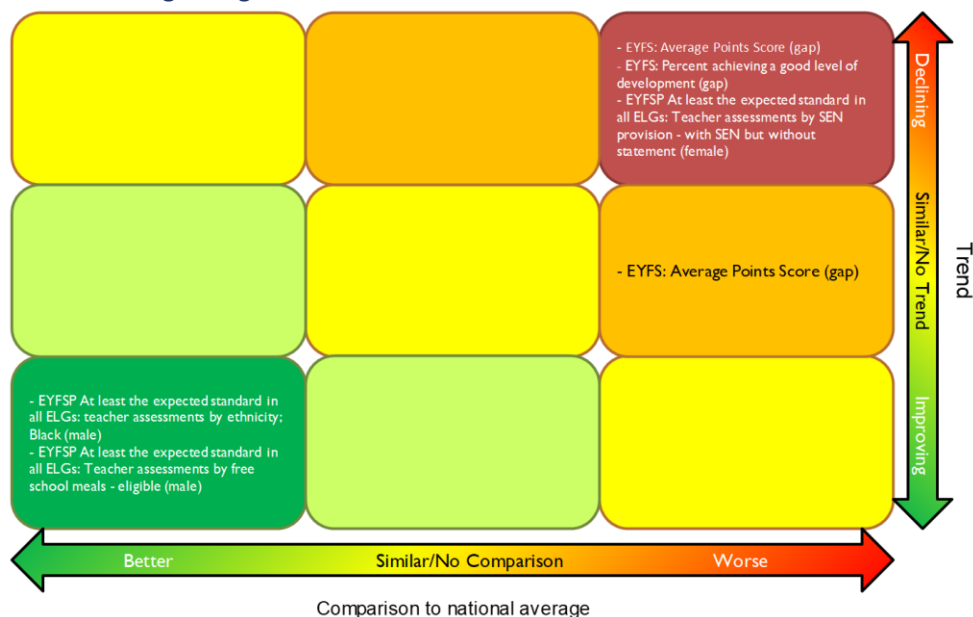 - EYFS: Average Points Score (gap)
- EYFS: Percent achieving a good level of
development (gap)
- EYFSP At least the expected standard in
all ELGs: Teacher assessments by SEN
provision - with SEN but without
statement (female)
Declining
- EYFS: Average Points Score (gap)
Similar/No Trend
Trend
- EYFSP At least the expected standard in
all ELGs: teacher assessments by ethnicity;
Black (male)
- EYFSP At least the expected standard in
all ELGs: Teacher assessments by free
school meals - eligible (male)
Improving
Better
Similar/No Comparison
Worse
Comparison to national average